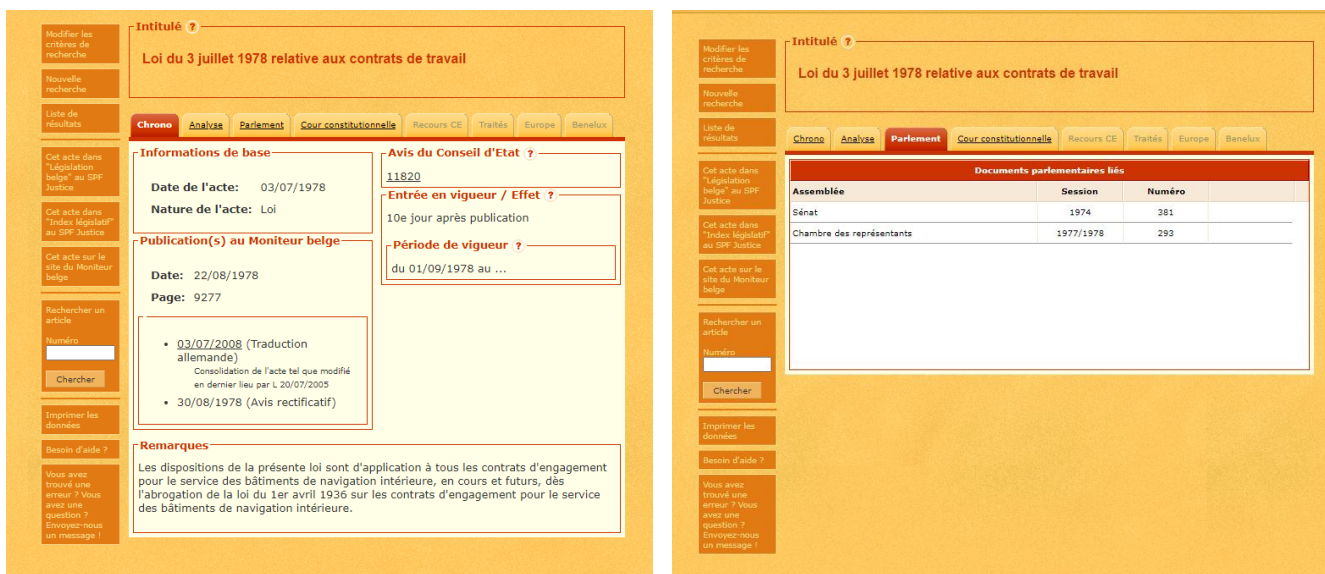 Modifier les
critères de
recherche
Nouvelle
recherche
Liste de
résultats
Cet acte dans
"Législation
belge" au SPF
Justice
Cet acte dans
"Index législatif"
au SPF Justice
Cet acte sur le
site du Moniteur
belge
Rechercher un
article
Numéro
Chercher
Imprimer les
données
Besoin d'aide ?
Vous avez
trouvé une
erreur ? Vous
avez une
question ?
Envoyez-nous
un message !
Intitulé ?
Loi du 3 juillet 1978 relative aux contrats de travail
Chrono Analyse Parlement Cour constitutionnelle Recours CE Traités Europe Benelux
Informations de base
Date de l'acte: 03/07/1978
Nature de l'acte: Loi
Publication(s) au Moniteur belge
Date: 22/08/1978
Page: 9277
• 03/07/2008 (Traduction
allemande)
Consolidation de l'acte tel que modifié
en dernier lieu par L 20/07/2005
• 30/08/1978 (Avis rectificatif)
Avis du Conseil d'Etat ?
11820
Entrée en vigueur / Effet ?
10e jour après publication
Période de vigueur ?
du 01/09/1978 au ...
Remarques
Les dispositions de la présente loi sont d'application à tous les contrats d'engagement
pour le service des bâtiments de navigation intérieure, en cours et futurs, dès
l'abrogation de la loi du 1er avril 1936 sur les contrats d'engagement pour le service
des bâtiments de navigation intérieure.
Modifier les
critères de
recherche
Nouvelle
recherche
Liste de
résultats
Cet acte dans
"Législation
belge" au SPF
Justice
Cet acte dans
"Index législatif"
au SPF Justice
Cet acte sur le
site du Moniteur
belge
Rechercher un
article
Numéro
Chercher
Imprimer les
données
Besoin d'aide ?
Vous avez
trouvé une
erreur ? Vous
avez une
question ?
Envoyez-nous
un message !
Intitulé ?
Loi du 3 juillet 1978 relative aux contrats de travail
Chrono Analyse Parlement Cour constitutionnelle Recours CE Traités Europe Benelux
Documents parlementaires liés
Assemblée Session Numéro
Sénat 1974 381
Chambre des représentants 1977/1978 293